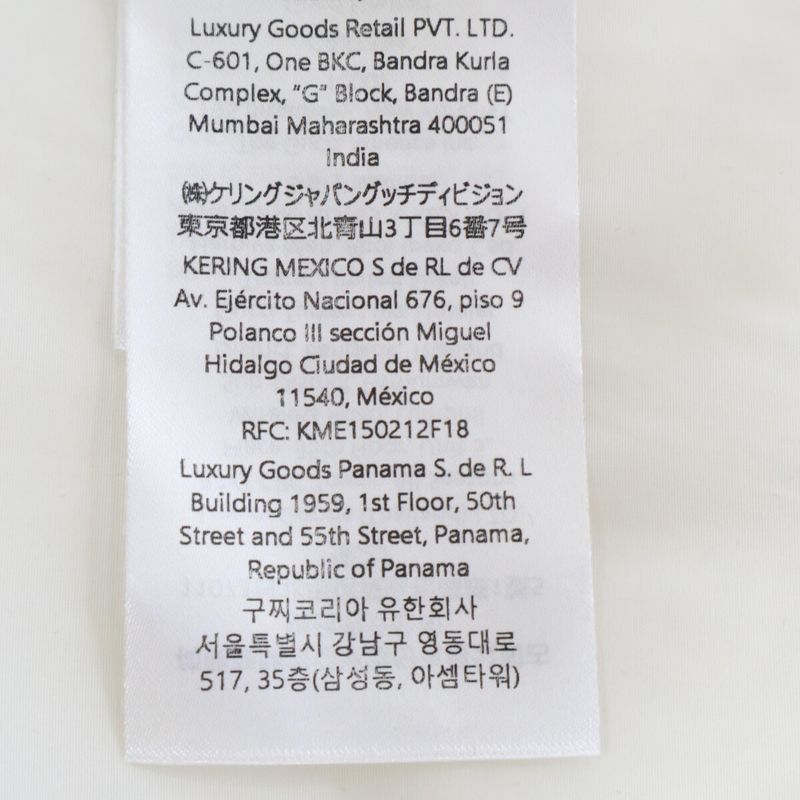 Luxury Goods Retail PVT. LTD.
C-601, One BKC, Bandra Kurla
Complex, "G" Block, Bandra (E)
Mumbai Maharashtra 400051
India
㈱ケリングジャパングッチディビジョン
東京都港区北青山3丁目6番7号
KERING MEXICO S de RL de CV
Av. Ejército Nacional 676, piso 9
Polanco III sección Miguel
Hidalgo Ciudad de México
11540, México
RFC: KME150212F18
Luxury Goods Panama S. de R. L
Building 1959, 1st Floor, 50th
Street and 55th Street, Panama,
Republic of Panama
구찌코리아 유한회사
서울특별시 강남구 영동대로
517, 35층(삼성동, 아셈타워)